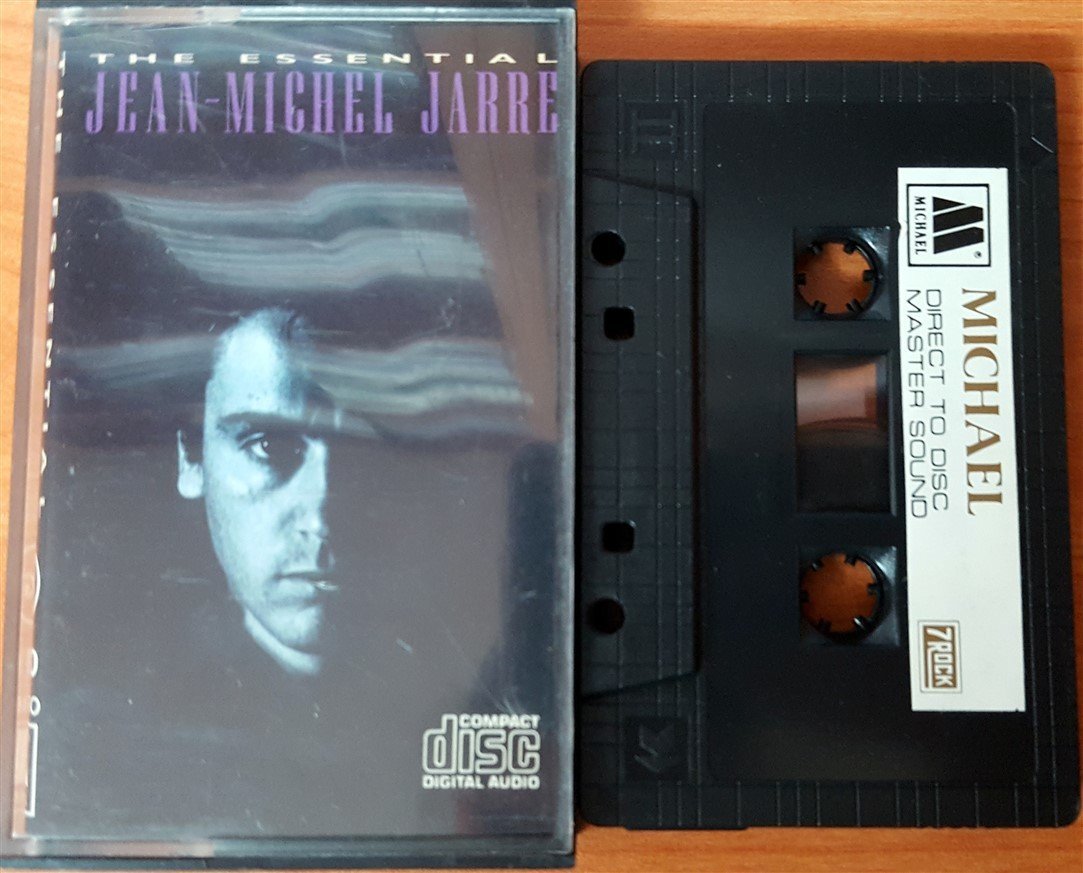 THE ESSENTIAL
JEAN-MICHEL JARRE
COMPACT
disc
DIGITAL AUDIO
MICHAEL
®
MICHAEL
DIRECT TO DISC
MASTER SOUND
7ROCK